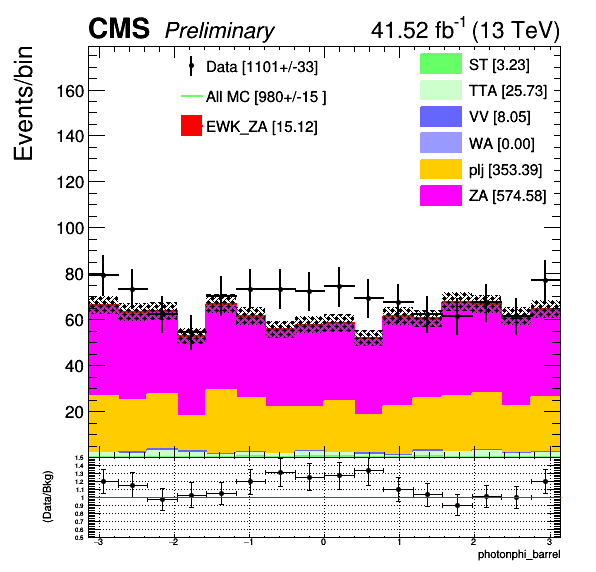 CMS Preliminary 41.52 fb-1 (13 TeV)
Events/bin
Data [1101+/-33]
All MC [980+/-15 ]
EWK_ZA [15.12]
ST [3.23]
TTA [25.73]
VV [8.05]
WA [0.00]
plj [353.39]
ZA [574.58]
160
140
120
100
80
60
40
20
(Data/Bkg)
1.5
1.4
1.3
1.2
1.1
1
0.9
0.8
0.7
0.6
0.5
−3 −2 −1 0 1 2 3
photonphi_barrel